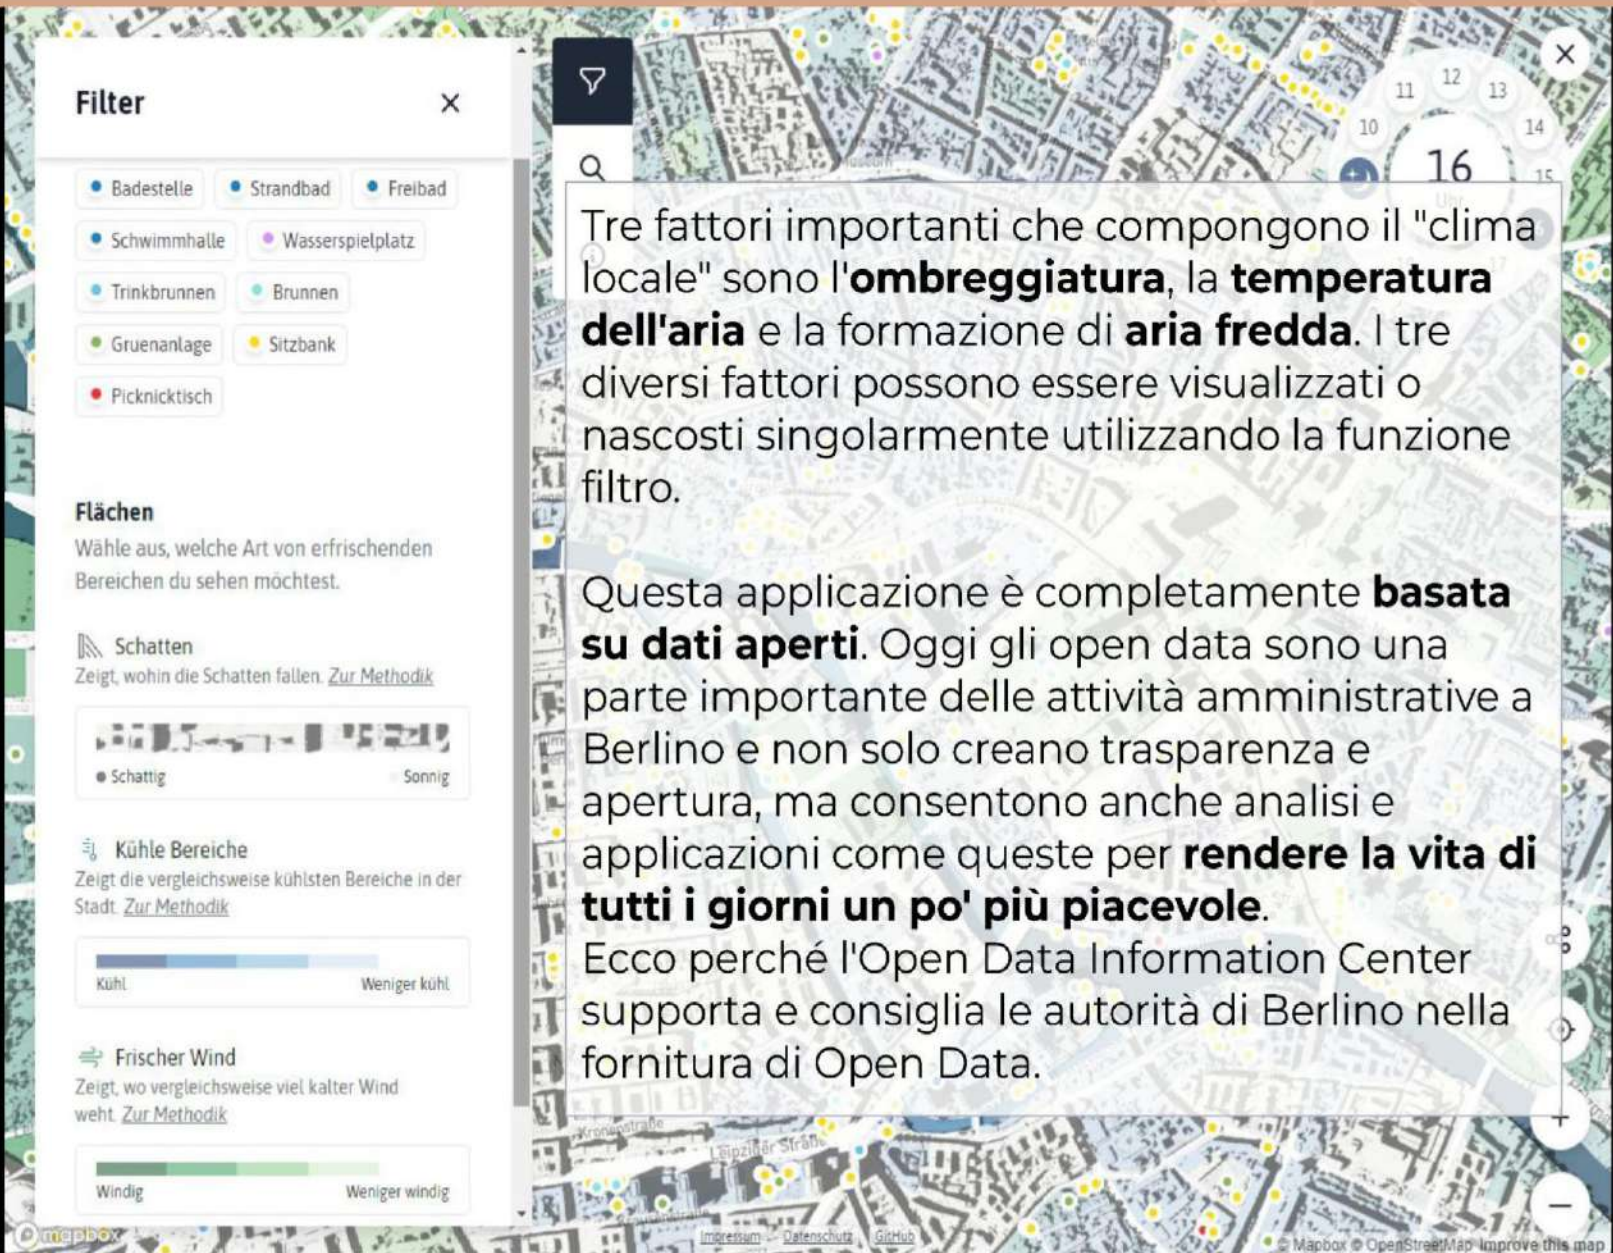 Filter
Badestelle
Strandbad
Freibad
Schwimmhalle
Wasserspielplatz
Trinkbrunnen
Brunnen
Gruenanlage
Sitzbank
Picknicktisch
Flächen
Wähle aus, welche Art von erfrischenden
Bereichen du sehen möchtest.
Schatten
Zeigt, wohin die Schatten fallen. Zur Methodik
Schattig
Sonnig
Kühle Bereiche
Zeigt die vergleichsweise kühlsten Bereiche in der
Stadt. Zur Methodik
Kühl
Weniger kühl
Frischer Wind
Zeigt, wo vergleichsweise viel kalter Wind
weht. Zur Methodik
Windig
Weniger windig
mapbox
10
11
12
13
14
15
16
Uhr
17
Tre fattori importanti che compongono il "clima
locale" sono l'ombreggiatura, la temperatura
dell'aria e la formazione di aria fredda. I tre
diversi fattori possono essere visualizzati o
nascosti singolarmente utilizzando la funzione
filtro.
Questa applicazione è completamente basata
su dati aperti. Oggi gli open data sono una
parte importante delle attività amministrative a
Berlino e non solo creano trasparenza e
apertura, ma consentono anche analisi e
applicazioni come queste per rendere la vita di
tutti i giorni un po' più piacevole.
Ecco perché l'Open Data Information Center
supporta e consiglia le autorità di Berlino nella
fornitura di Open Data.
Kronenstraße
Leipziger Straße
Impressum Datenschutz GitHub
© Mapbox © OpenStreetMap Improve this map